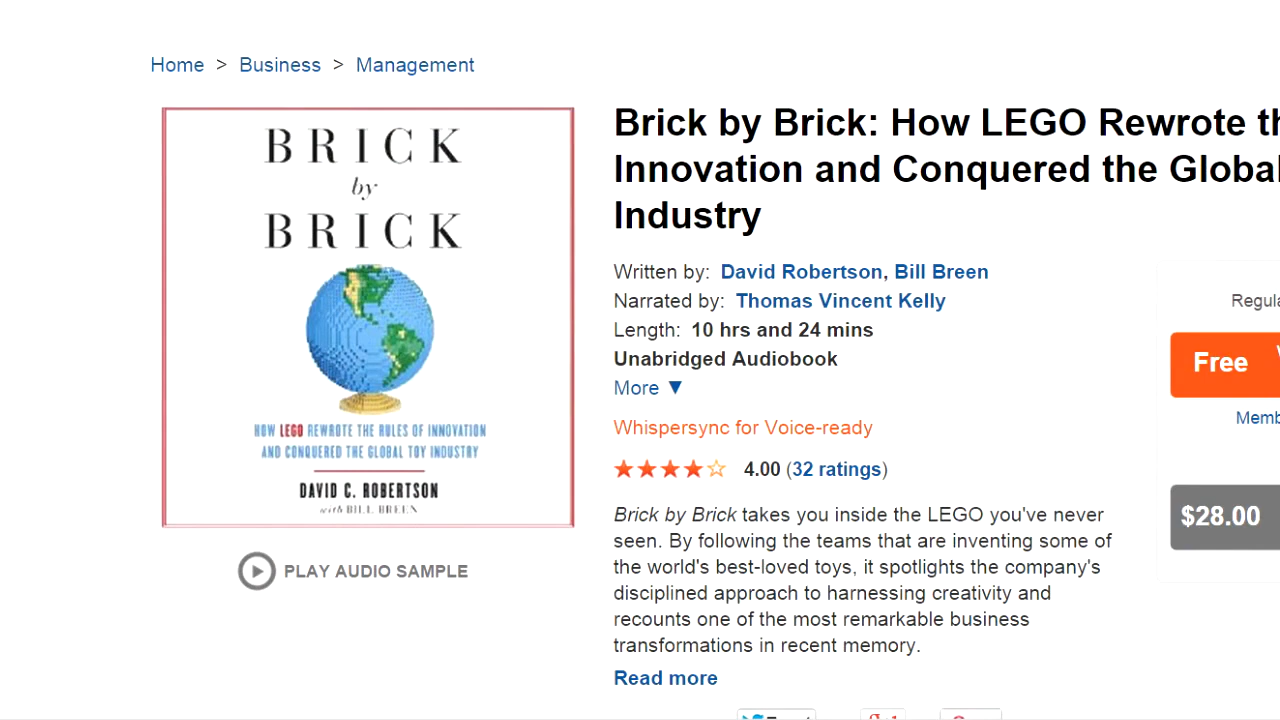 Home > Business > Management
BRICK
by
BRICK
HOW LEGO REWROTE THE RULES OF INNOVATION
AND CONQUERED THE GLOBAL TOY INDUSTRY
DAVID C. ROBERTSON
with BILL BREEN
PLAY AUDIO SAMPLE
Brick by Brick: How LEGO Rewrote th
Innovation and Conquered the Global
Industry
Written by: David Robertson, Bill Breen
Narrated by: Thomas Vincent Kelly
Length: 10 hrs and 24 mins
Unabridged Audiobook
More ▼
Whispersync for Voice-ready
4.00 (32 ratings)
Brick by Brick takes you inside the LEGO you've never
seen. By following the teams that are inventing some of
the world's best-loved toys, it spotlights the company's
disciplined approach to harnessing creativity and
recounts one of the most remarkable business
transformations in recent memory.
Read more
Regula
Free
Memb
$28.00